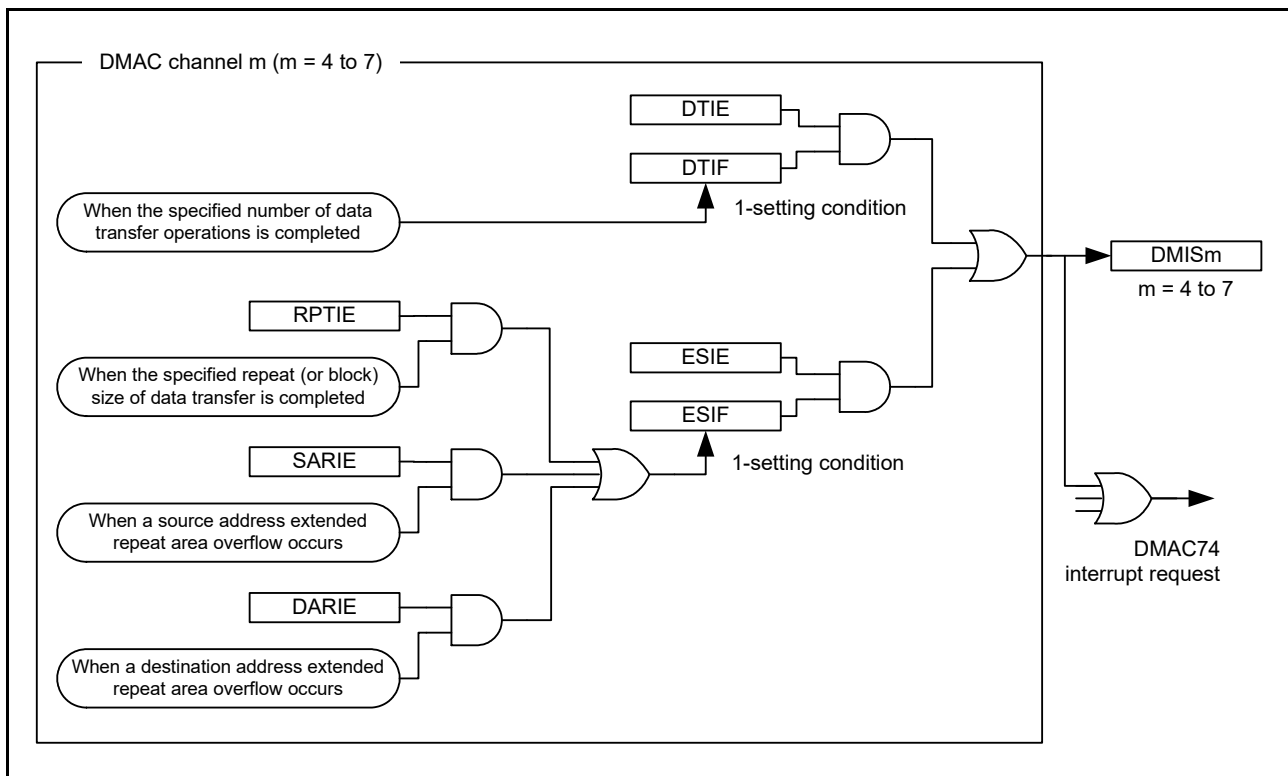 DMAC channel m (m = 4 to 7)
DTIE
DTIF
When the specified number of data
transfer operations is completed
1-setting condition
DMISm
m = 4 to 7
RPTIE
When the specified repeat (or block)
size of data transfer is completed
ESIE
ESIF
1-setting condition
SARIE
When a source address extended
repeat area overflow occurs
DMAC74
interrupt request
DARIE
When a destination address extended
repeat area overflow occurs